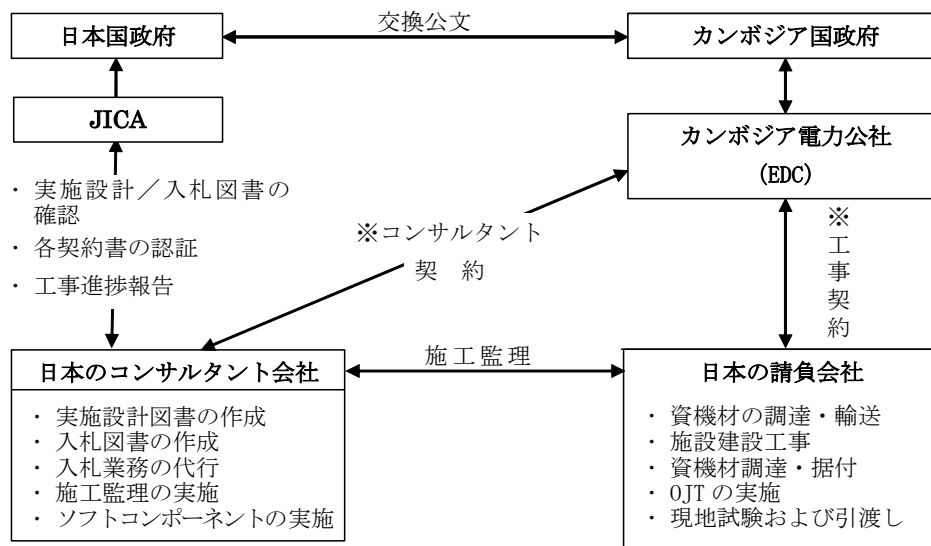 交換公文
日本国政府
カンボジア国政府
JICA
カンボジア電力公社
(EDC)
・ 実施設計／入札図書の
確認
・ 各契約書の認証
・ 工事進捗報告
※コンサルタント
契　約
※工事契約
施工監理
日本のコンサルタント会社
・ 実施設計図書の作成
・ 入札図書の作成
・ 入札業務の代行
・ 施工監理の実施
・ ソフトコンポーネントの実施
日本の請負会社
・ 資機材の調達・輸送
・ 施設建設工事
・ 資機材調達・据付
・ OJT の実施
・ 現地試験および引渡し